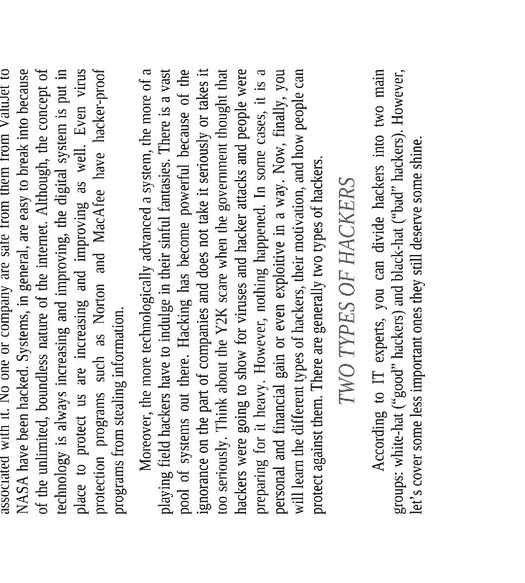 associated with it. No one or company are safe from them from ValuJet to
NASA have been hacked. Systems, in general, are easy to break into because
of the unlimited, boundless nature of the internet. Although, the concept of
technology is always increasing and improving, the digital system is put in
place to protect us are increasing and improving as well. Even virus
protection programs such as Norton and MacAfee have hacker-proof
programs from stealing information.
Moreover, the more technologically advanced a system, the more of a
playing field hackers have to indulge in their sinful fantasies. There is a vast
pool of systems out there. Hacking has become powerful because of the
ignorance on the part of companies and does not take it seriously or takes it
too seriously. Think about the Y2K scare when the government thought that
hackers were going to show for viruses and hacker attacks and people were
preparing for it heavy. However, nothing happened. In some cases, it is a
personal and financial gain or even exploitive in a way. Now, finally, you
will learn the different types of hackers, their motivation, and how people can
protect against them. There are generally two types of hackers.
TWO TYPES OF HACKERS
According to IT experts, you can divide hackers into two main
groups: white-hat (“good” hackers) and black-hat (“bad” hackers). However,
let’s cover some less important ones they still deserve some shine.